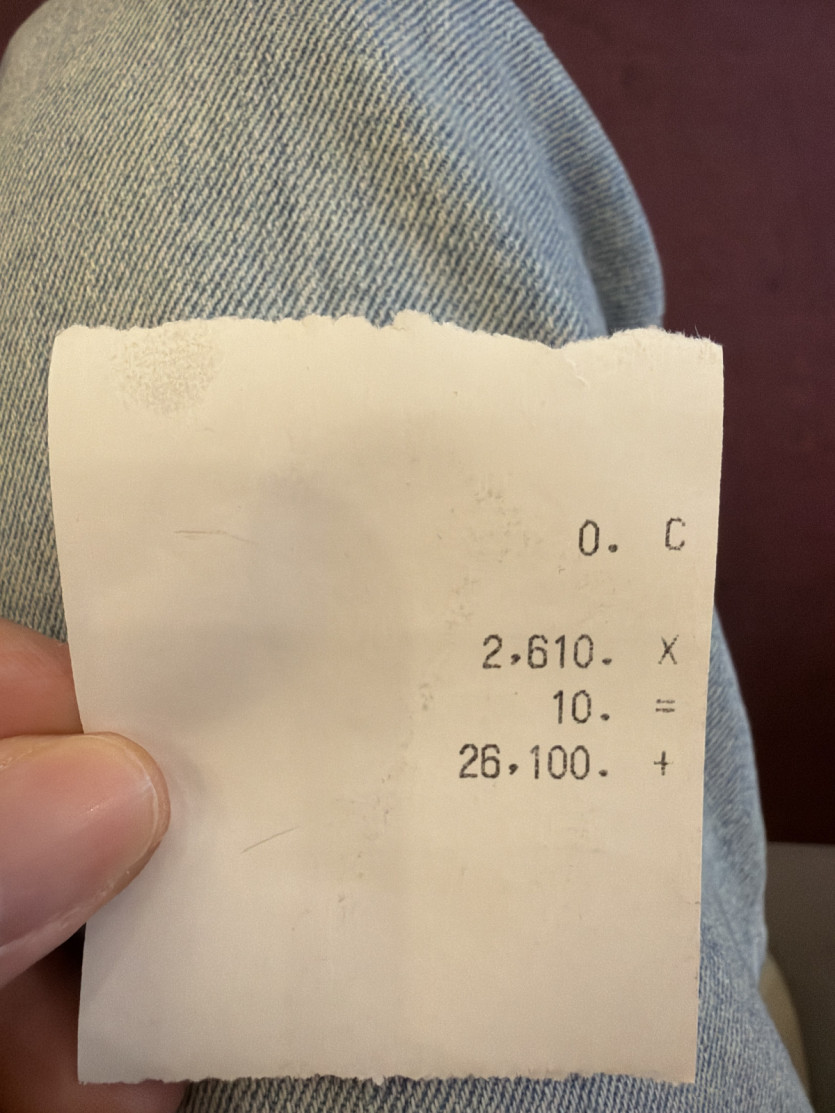 0. C
2,610. X
10. =
26,100. +